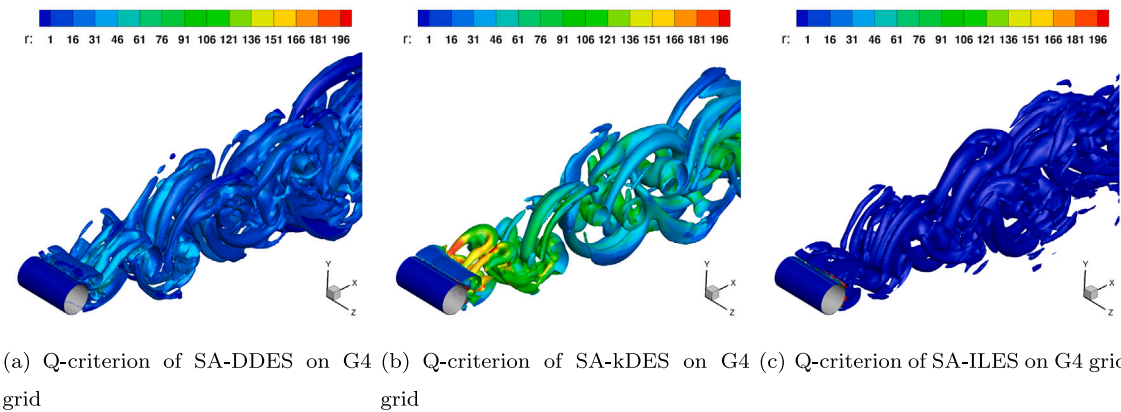 r: 1 16 31 46 61 76 91 106 121 136 151 166 181 196
r: 1 16 31 46 61 76 91 106 121 136 151 166 181 196
r: 1 16 31 46 61 76 91 106 121 136 151 166 181 196
Y
X
Z
Y
X
Z
Y
X
Z
(a) Q-criterion of SA-DDES on G4
grid
(b) Q-criterion of SA-kDES on G4
grid
(c) Q-criterion of SA-ILES on G4 grid